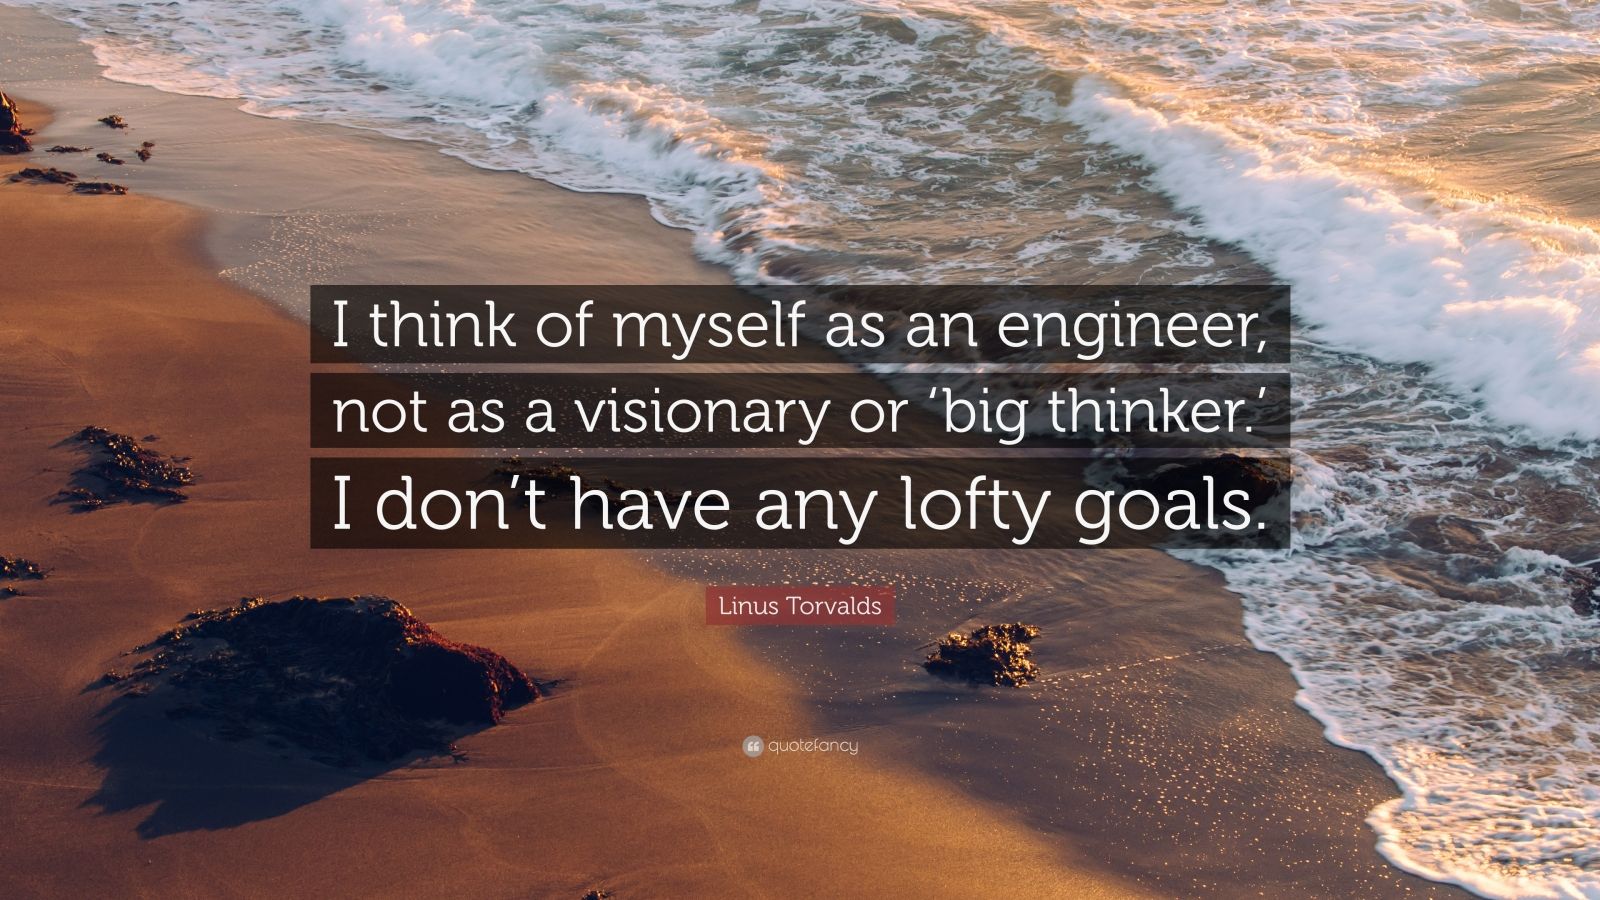 I think of myself as an engineer,
not as a visionary or ‘big thinker.’
I don’t have any lofty goals.
Linus Torvalds
quotefancy